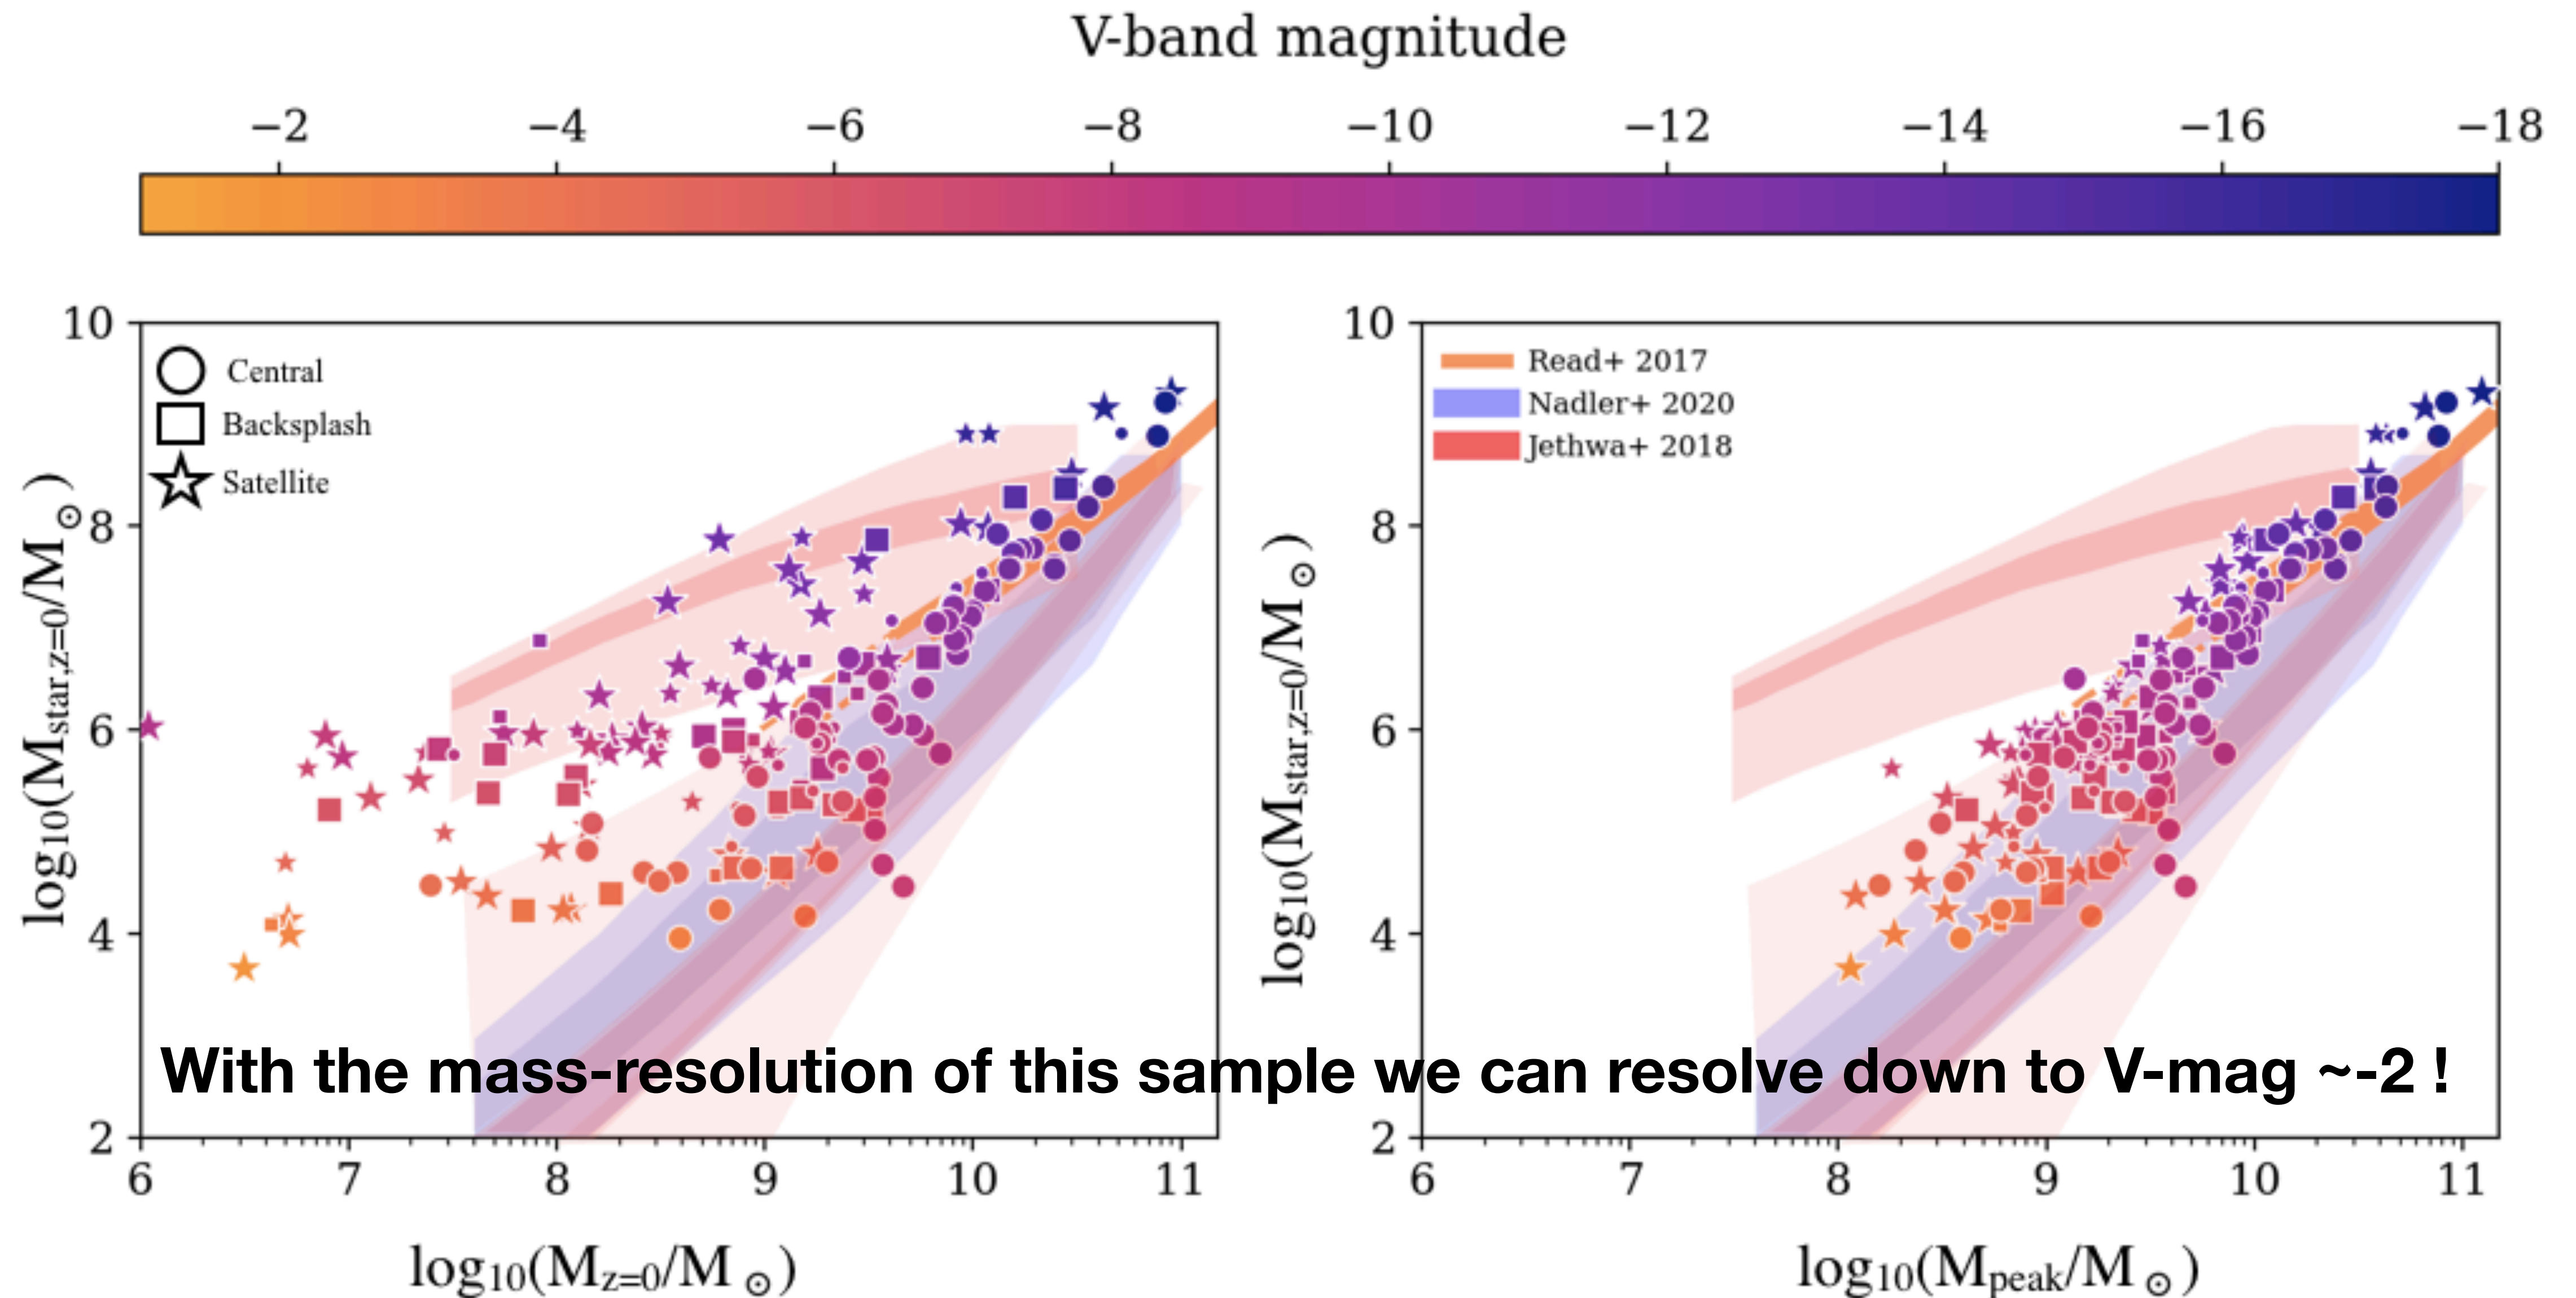 V-band magnitude
−2 −4 −6 −8 −10 −12 −14 −16 −18
10
8
6
4
2
log10(Mstar,z=0/M⊙)
Central
Backsplash
Satellite
6 7 8 9 10 11
log10(Mz=0/M⊙)
10
8
6
4
2
log10(Mstar,z=0/M⊙)
Read+ 2017
Nadler+ 2020
Jethwa+ 2018
6 7 8 9 10 11
log10(Mpeak/M⊙)
With the mass-resolution of this sample we can resolve down to V-mag ~-2 !